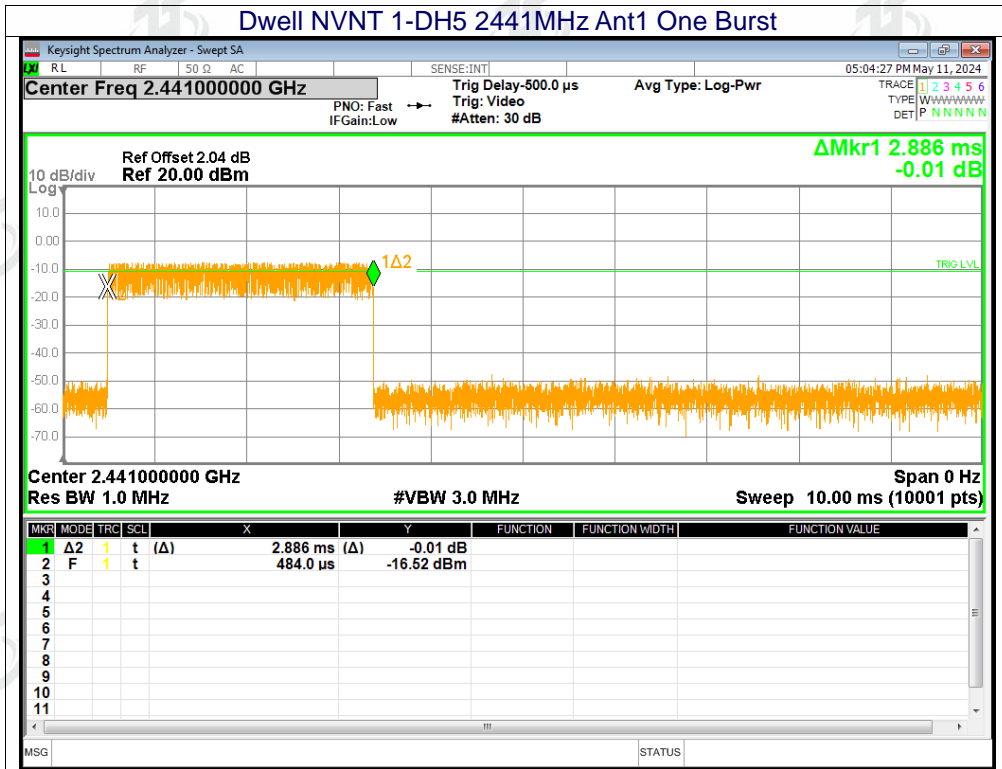 Dwell NVNT 1-DH5 2441MHz Ant1 One Burst
Keysight Spectrum Analyzer - Swept SA
LXI RL RF 50 Ω AC SENSE:INT 05:04:27 PM May 11, 2024
Center Freq 2.441000000 GHz Trig Delay-500.0 µs Avg Type: Log-Pwr TRACE 1 2 3 4 5 6
PNO: Fast Trig: Video TYPE WWWWWWW
IFGain:Low #Atten: 30 dB DET P N N N N N
ΔMkr1 2.886 ms
-0.01 dB
Ref Offset 2.04 dB
10 dB/div Ref 20.00 dBm
Log
10.0
0.00
1Δ2
-10.0 TRIG LVL
-20.0
-30.0
-40.0
-50.0
-60.0
-70.0
Center 2.441000000 GHz Span 0 Hz
Res BW 1.0 MHz #VBW 3.0 MHz Sweep 10.00 ms (10001 pts)
MKR MODE TRC SCL X Y FUNCTION FUNCTION WIDTH FUNCTION VALUE
1 Δ2 1 t (Δ) 2.886 ms (Δ) -0.01 dB
2 F 1 t 484.0 µs -16.52 dBm
3
4
5
6
7
8
9
10
11
MSG STATUS